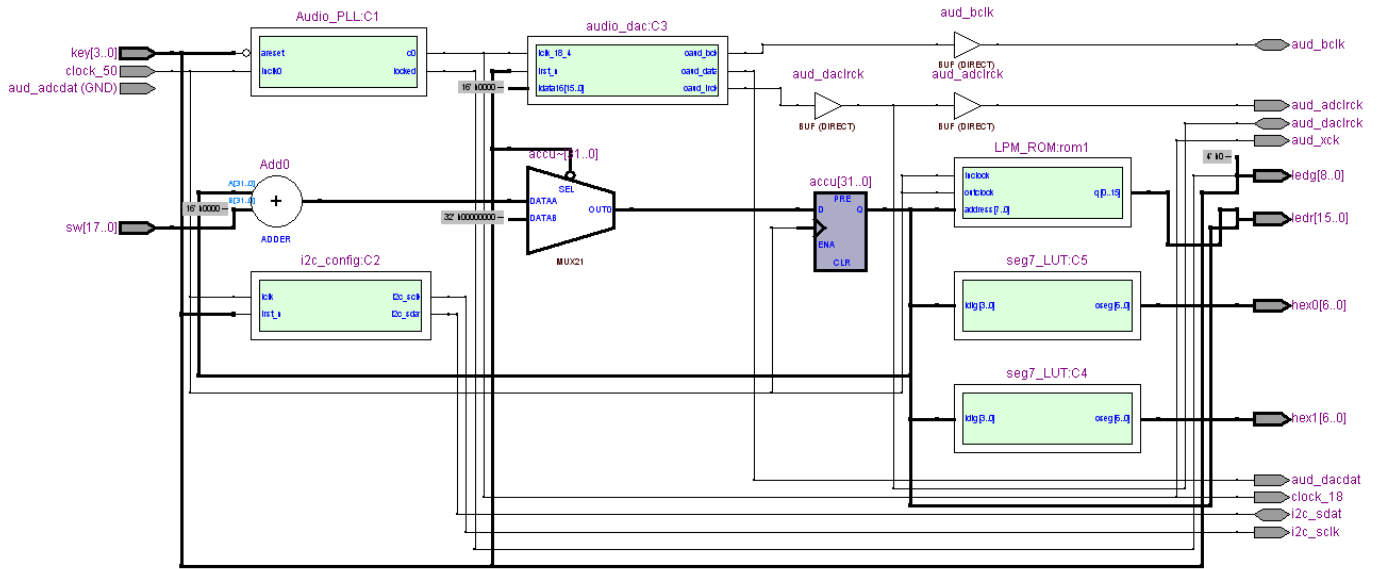 Audio_PLL:C1
audio_dac:C3
aud_bclk
key[3..0]
clock_50
aud_adcdat (GND)
areset
inclk0
c0
locked
iclk_18_4
irst_n
16' h0000
idata16[15..0]
oaud_bck
oaud_data
oaud_lrck
BUF (DIRECT)
aud_bclk
aud_daclrck
aud_adclrck
BUF (DIRECT)
BUF (DIRECT)
aud_adclrck
aud_daclrck
aud_xck
Add0
A[31..0]
B[31..0]
16' h0000
+
ADDER
sw[17..0]
accu~[31..0]
SEL
DATAA
32' h00000000
DATAB
OUT0
MUX21
accu[31..0]
PRE
D
Q
ENA
CLR
LPM_ROM:rom1
inclock
outclock
address[7..0]
q[0..15]
4' h0
ledg[8..0]
ledr[15..0]
i2c_config:C2
iclk
irst_n
i2c_sclk
i2c_sdat
seg7_LUT:C5
idig[3..0]
oseg[6..0]
hex0[6..0]
seg7_LUT:C4
idig[3..0]
oseg[6..0]
hex1[6..0]
aud_dacdat
clock_18
i2c_sdat
i2c_sclk